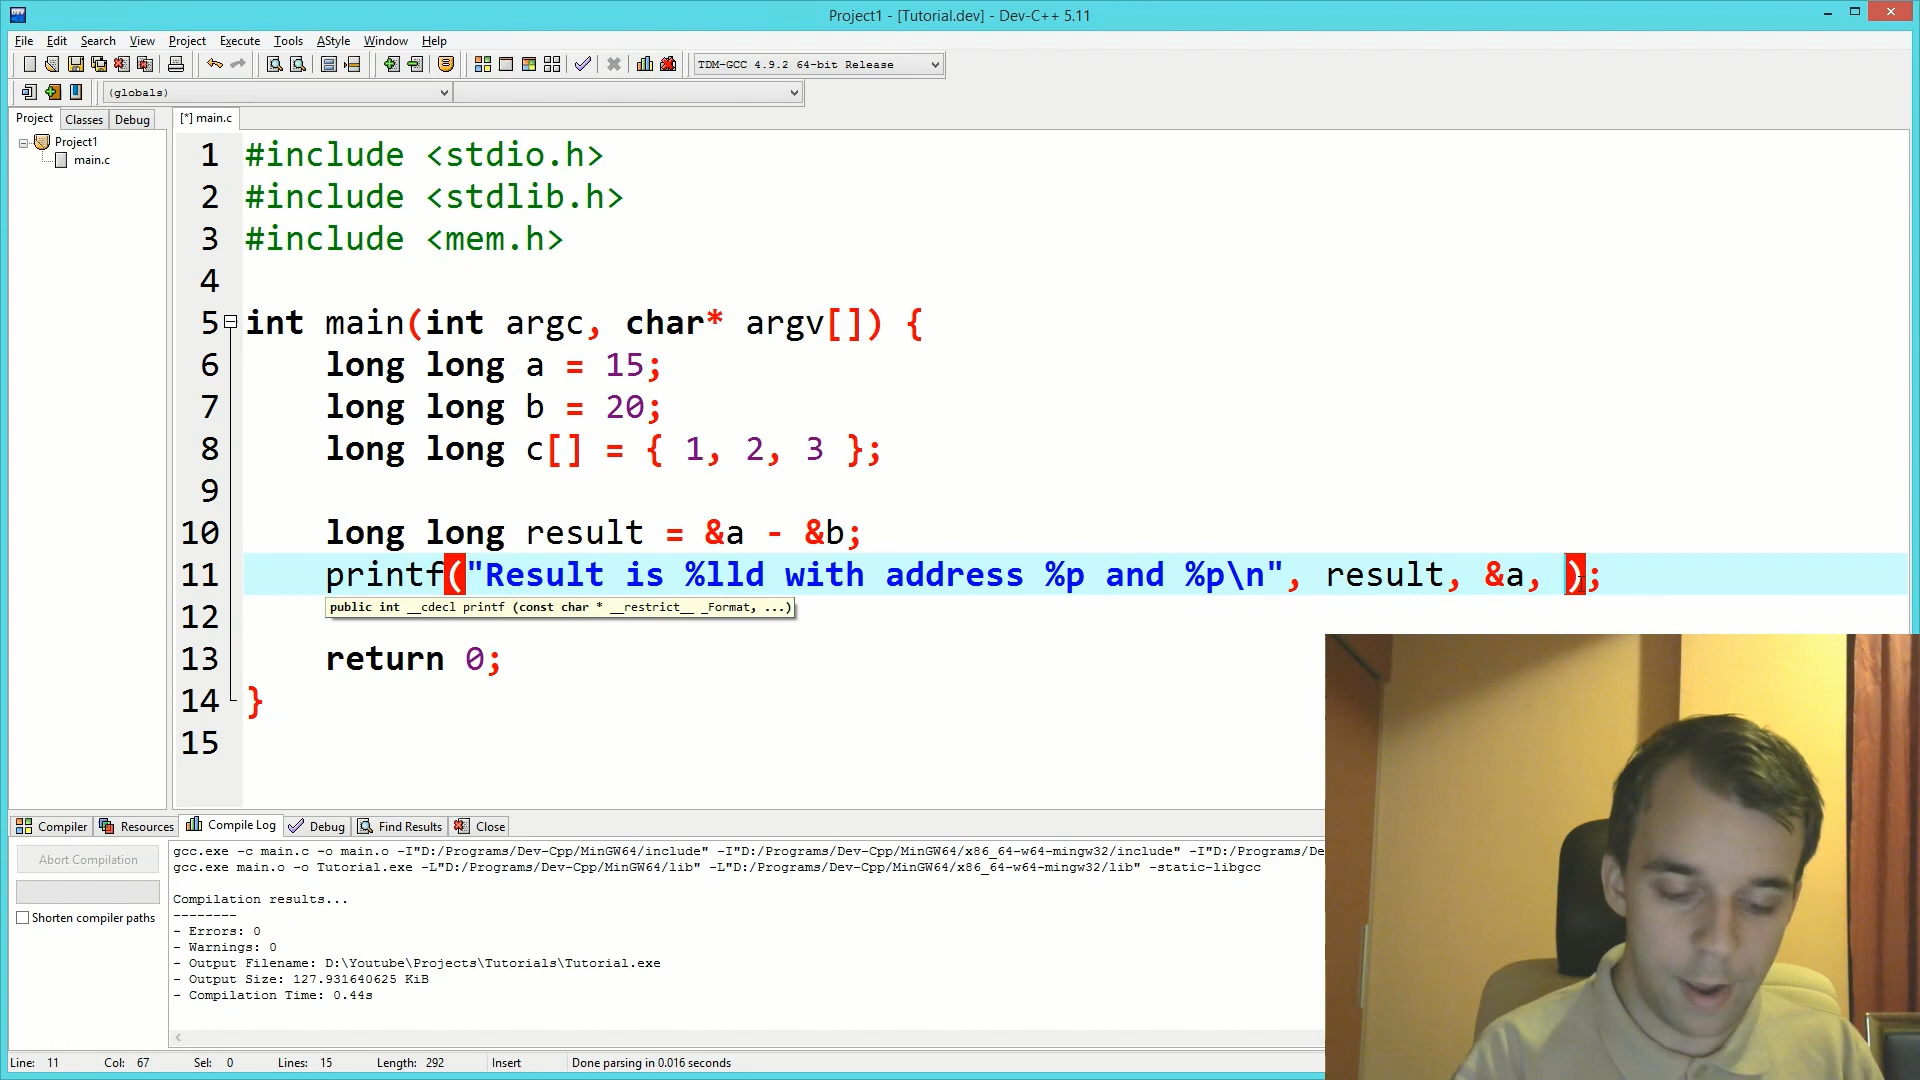 Project1 - [Tutorial.dev] - Dev-C++ 5.11
File Edit Search View Project Execute Tools AStyle Window Help
TDM-GCC 4.9.2 64-bit Release
(globals)
Project Classes Debug
[*] main.c
Project1
main.c
1 #include <stdio.h>
2 #include <stdlib.h>
3 #include <mem.h>
4
5 int main(int argc, char* argv[]) {
6 long long a = 15;
7 long long b = 20;
8 long long c[] = { 1, 2, 3 };
9
10 long long result = &a - &b;
11 printf("Result is %lld with address %p and %p\n", result, &a, );
public int __cdecl printf (const char * __restrict__ _Format, ...)
12
13 return 0;
14 }
15
Compiler Resources Compile Log Debug Find Results Close
Abort Compilation
Shorten compiler paths
gcc.exe -c main.c -o main.o -I"D:/Programs/Dev-Cpp/MinGW64/include" -I"D:/Programs/Dev-Cpp/MinGW64/x86_64-w64-mingw32/include" -I"D:/Programs/De
gcc.exe main.o -o Tutorial.exe -L"D:/Programs/Dev-Cpp/MinGW64/lib" -L"D:/Programs/Dev-Cpp/MinGW64/x86_64-w64-mingw32/lib" -static-libgcc
Compilation results...
--------
- Errors: 0
- Warnings: 0
- Output Filename: D:\Youtube\Projects\Tutorials\Tutorial.exe
- Output Size: 127.931640625 KiB
- Compilation Time: 0.44s
Line: 11 Col: 67 Sel: 0 Lines: 15 Length: 292 Insert Done parsing in 0.016 seconds